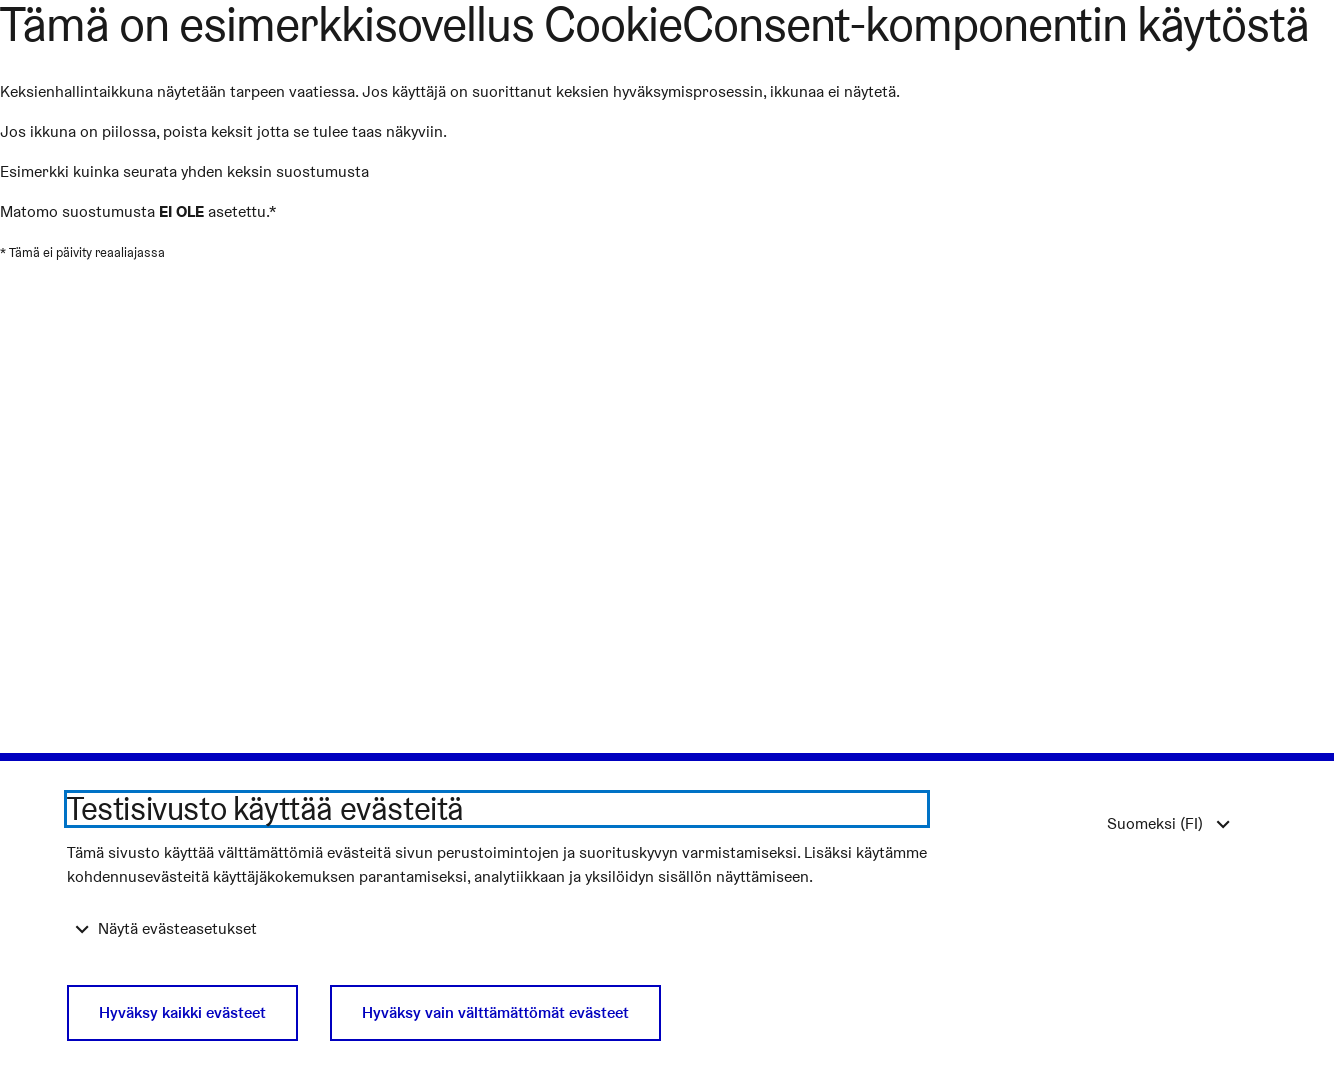 Tämä on esimerkkisovellus CookieConsent-komponentin käytöstä
Keksienhallintaikkuna näytetään tarpeen vaatiessa. Jos käyttäjä on suorittanut keksien hyväksymisprosessin, ikkunaa ei näytetä.
Jos ikkuna on piilossa, poista keksit jotta se tulee taas näkyviin.
Esimerkki kuinka seurata yhden keksin suostumusta
Matomo suostumusta EI OLE asetettu.*
* Tämä ei päivity reaaliajassa
Testisivusto käyttää evästeitä
Suomeksi (FI)
Tämä sivusto käyttää välttämättömiä evästeitä sivun perustoimintojen ja suorituskyvyn varmistamiseksi. Lisäksi käytämme
kohdennusevästeitä käyttäjäkokemuksen parantamiseksi, analytiikkaan ja yksilöidyn sisällön näyttämiseen.
Näytä evästeasetukset
Hyväksy kaikki evästeet
Hyväksy vain välttämättömät evästeet